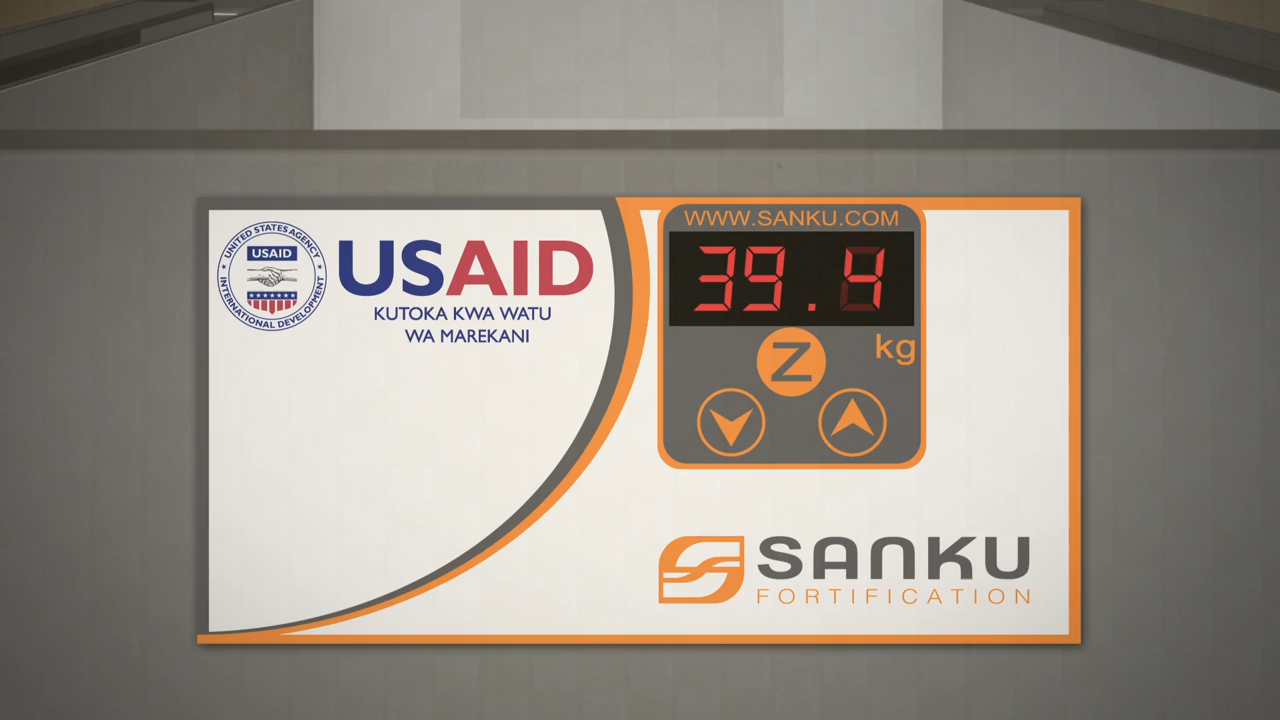 UNITED STATES AGENCY
USAID
INTERNATIONAL DEVELOPMENT
USAID
KUTOKA KWA WATU
WA MAREKANI
WWW.SANKU.COM
39.4
kg
Z
SANKU
FORTIFICATION